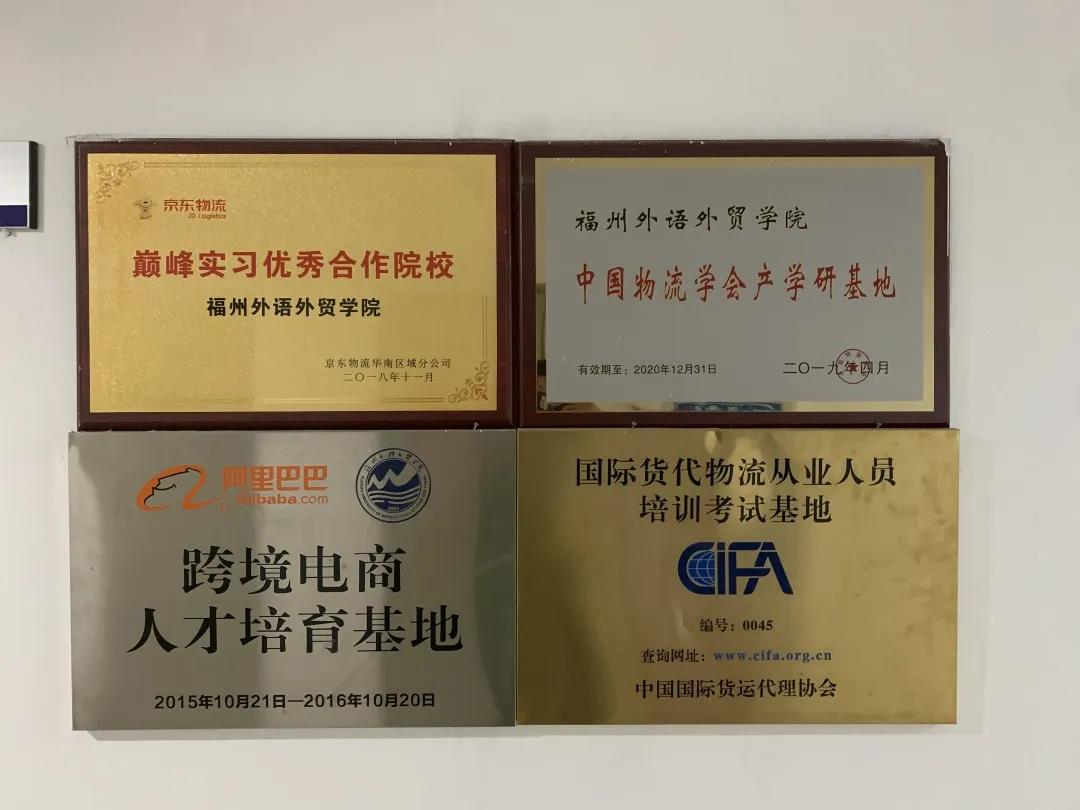 京东物流
JD Logistics
巅峰实习优秀合作院校
福州外语外贸学院
京东物流华南区域分公司
二〇一八年十一月
福州外语外贸学院
中国物流学会产学研基地
有效期至：2020年12月31日
二〇一九年四月
阿里巴巴
Alibaba.com
跨境电商
人才培育基地
2015年10月21日—2016年10月20日
国际货代物流从业人员
培训考试基地
CIFA
编号：0045
查询网址：www.cifa.org.cn
中国国际货运代理协会